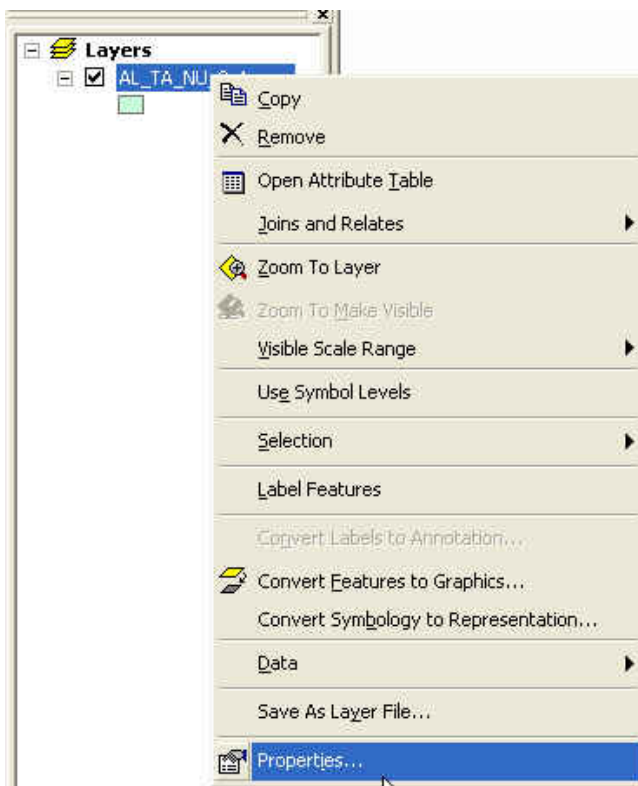 Layers
AL_TA_NU
Copy
Remove
Open Attribute Table
Joins and Relates
Zoom To Layer
Zoom To Make Visible
Visible Scale Range
Use Symbol Levels
Selection
Label Features
Convert Labels to Annotation...
Convert Features to Graphics...
Convert Symbology to Representation...
Data
Save As Layer File...
Properties...